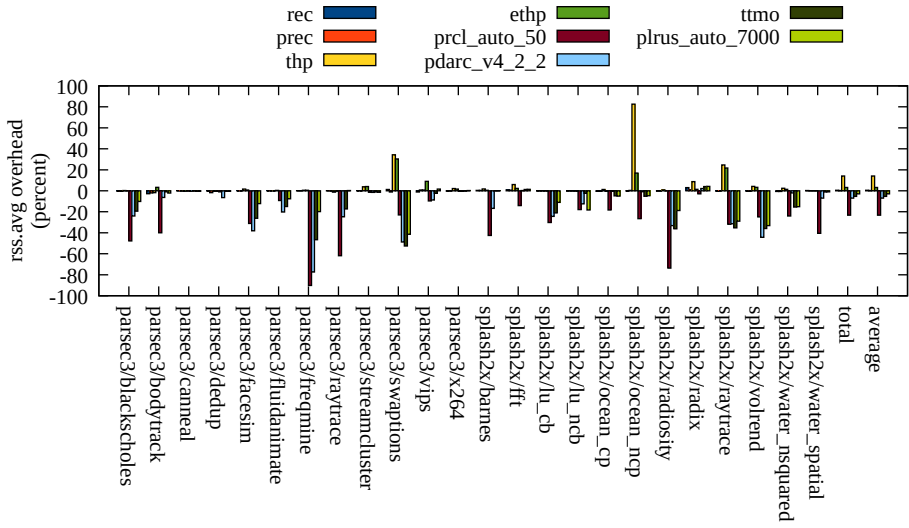 rec ethp ttmo
prec prcl_auto_50 plrus_auto_7000
thp pdarc_v4_2_2
rss.avg overhead
(percent)
100
80
60
40
20
0
-20
-40
-60
-80
-100
parsec3/blackscholes
parsec3/bodytrack
parsec3/canneal
parsec3/dedup
parsec3/facesim
parsec3/fluidanimate
parsec3/freqmine
parsec3/raytrace
parsec3/streamcluster
parsec3/swaptions
parsec3/vips
parsec3/x264
splash2x/barnes
splash2x/fft
splash2x/lu_cb
splash2x/lu_ncb
splash2x/ocean_cp
splash2x/ocean_ncp
splash2x/radiosity
splash2x/radix
splash2x/raytrace
splash2x/volrend
splash2x/water_nsquared
splash2x/water_spatial
total
average